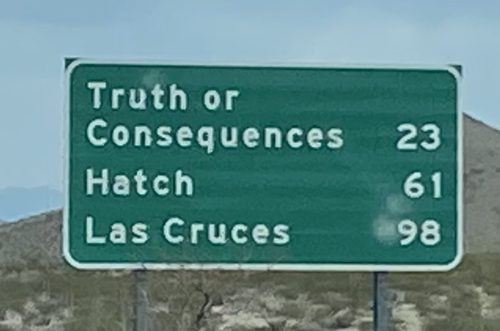 Truth or
Consequences 23
Hatch 61
Las Cruces 98